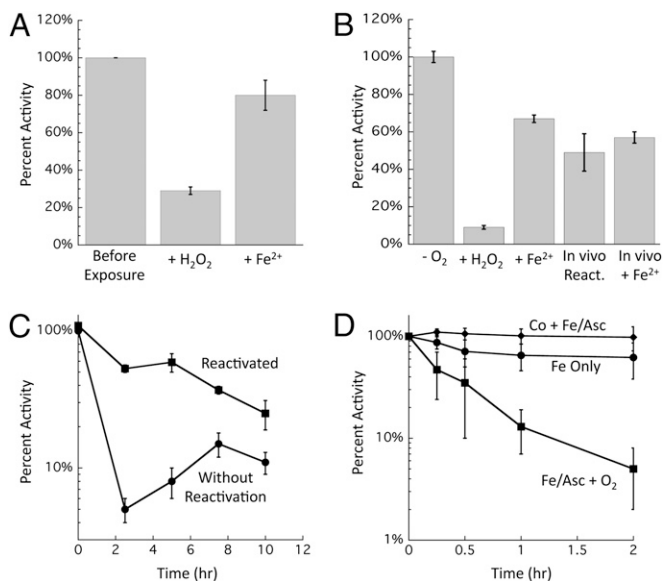 A
120%
100%
80%
60%
40%
20%
0%
Percent Activity
Before
Exposure
+ H₂O₂
+ Fe²⁺
B
120%
100%
80%
60%
40%
20%
0%
Percent Activity
- O₂
+ H₂O₂
+ Fe²⁺
In vivo
React.
In vivo
+ Fe²⁺
C
100%
10%
Percent Activity
Reactivated
Without
Reactivation
0 2 4 6 8 10 12
Time (hr)
D
100%
10%
1%
Percent Activity
Co + Fe/Asc
Fe Only
Fe/Asc + O₂
0 0.5 1 1.5 2
Time (hr)